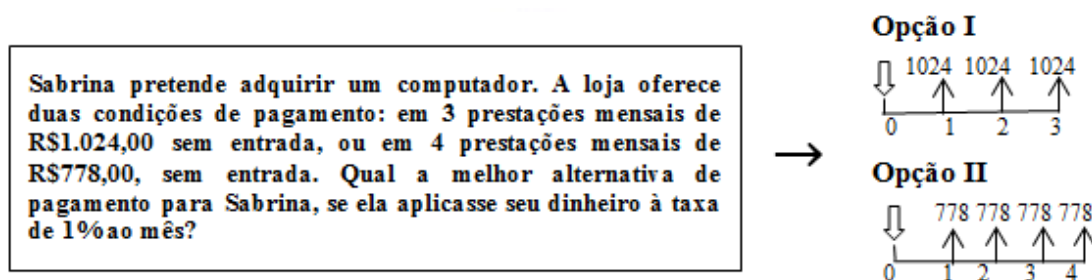 Sabrina pretende adquirir um computador. A loja oferece
duas condições de pagamento: em 3 prestações mensais de
R$1.024,00 sem entrada, ou em 4 prestações mensais de
R$778,00, sem entrada. Qual a melhor alternativa de
pagamento para Sabrina, se ela aplicasse seu dinheiro à taxa
de 1% ao mês?
Opção I
1024 1024 1024
0 1 2 3
Opção II
778 778 778 778
0 1 2 3 4